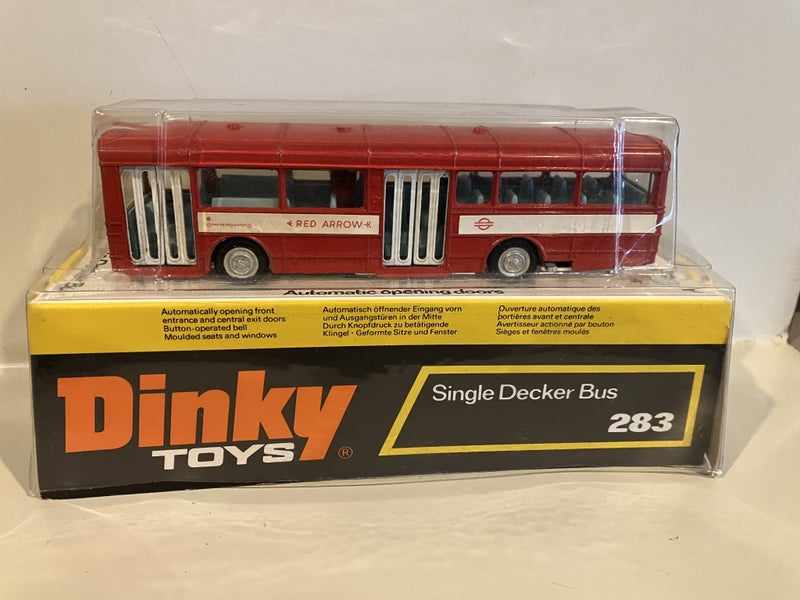 RED ARROW
Automatic opening doors
Automatically opening front
entrance and central exit doors
Button-operated bell
Moulded seats and windows
Automatisch öffnender Eingang vorn
und Ausgangstüren in der Mitte
Durch Knopfdruck zu betätigende
Klingel · Geformte Sitze und Fenster
Ouverture automatique des
portières avant et centrale
Avertisseur actionné par bouton
Sièges et fenêtres moulés
Dinky
TOYS®
Single Decker Bus
283